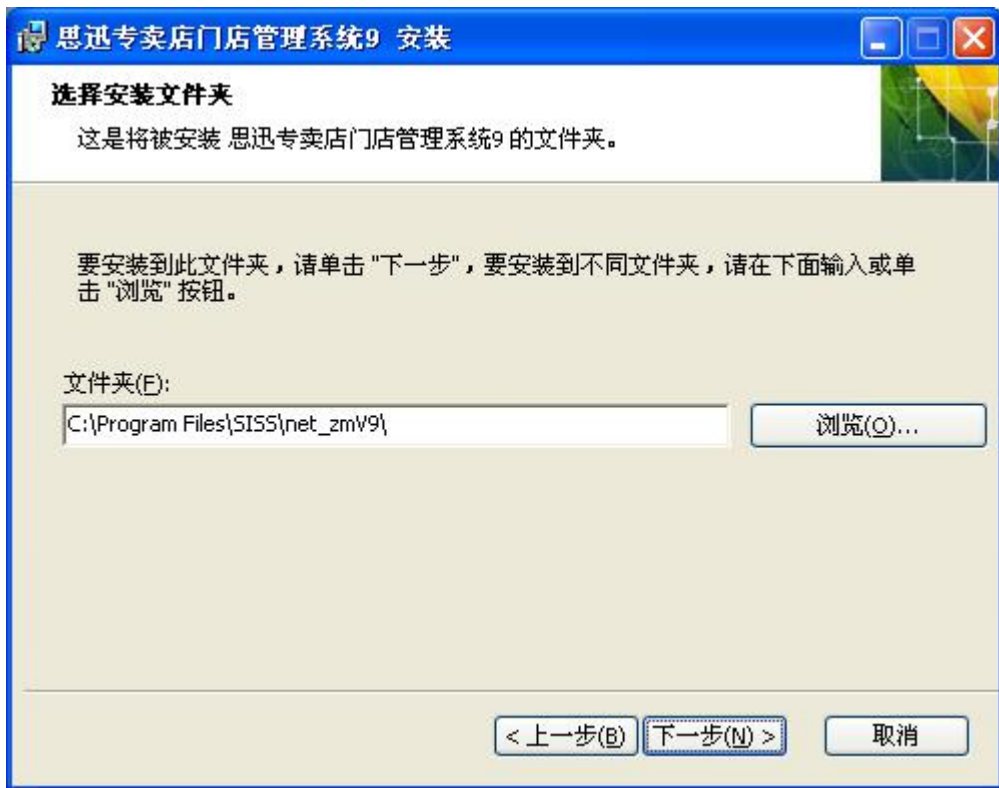 思迅专卖店门店管理系统9 安装
选择安装文件夹
这是将被安装 思迅专卖店门店管理系统9 的文件夹。
要安装到此文件夹，请单击 "下一步"，要安装到不同文件夹，请在下面输入或单
击 "浏览" 按钮。
文件夹(F):
C:\Program Files\SISS\net_zmV9\
浏览(O)...
< 上一步(B) 下一步(N) > 取消